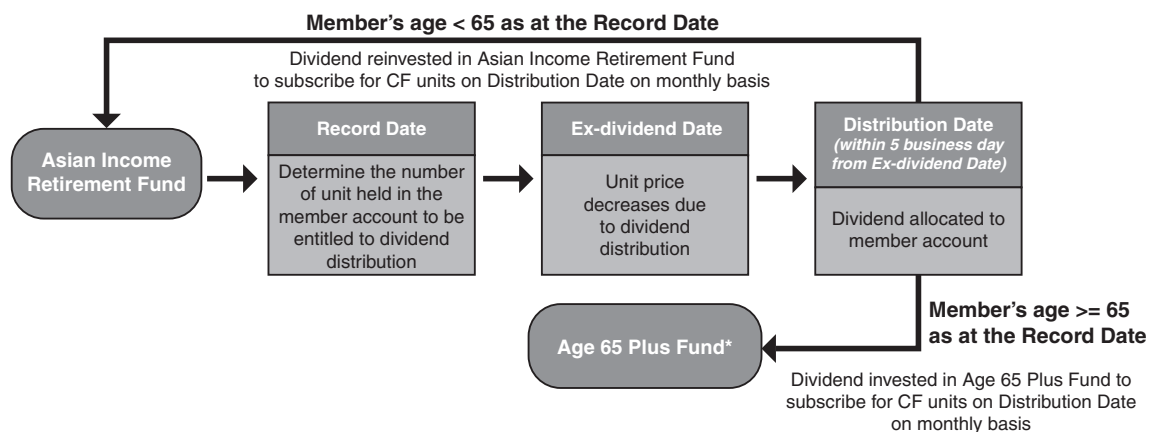 Member's age < 65 as at the Record Date
Dividend reinvested in Asian Income Retirement Fund
to subscribe for CF units on Distribution Date on monthly basis
Asian Income
Retirement Fund
Record Date
Determine the number
of unit held in the
member account to be
entitled to dividend
distribution
Ex-dividend Date
Unit price
decreases due
to dividend
distribution
Distribution Date
(within 5 business day
from Ex-dividend Date)
Dividend allocated to
member account
Age 65 Plus Fund*
Member's age >= 65
as at the Record Date
Dividend invested in Age 65 Plus Fund to
subscribe for CF units on Distribution Date
on monthly basis